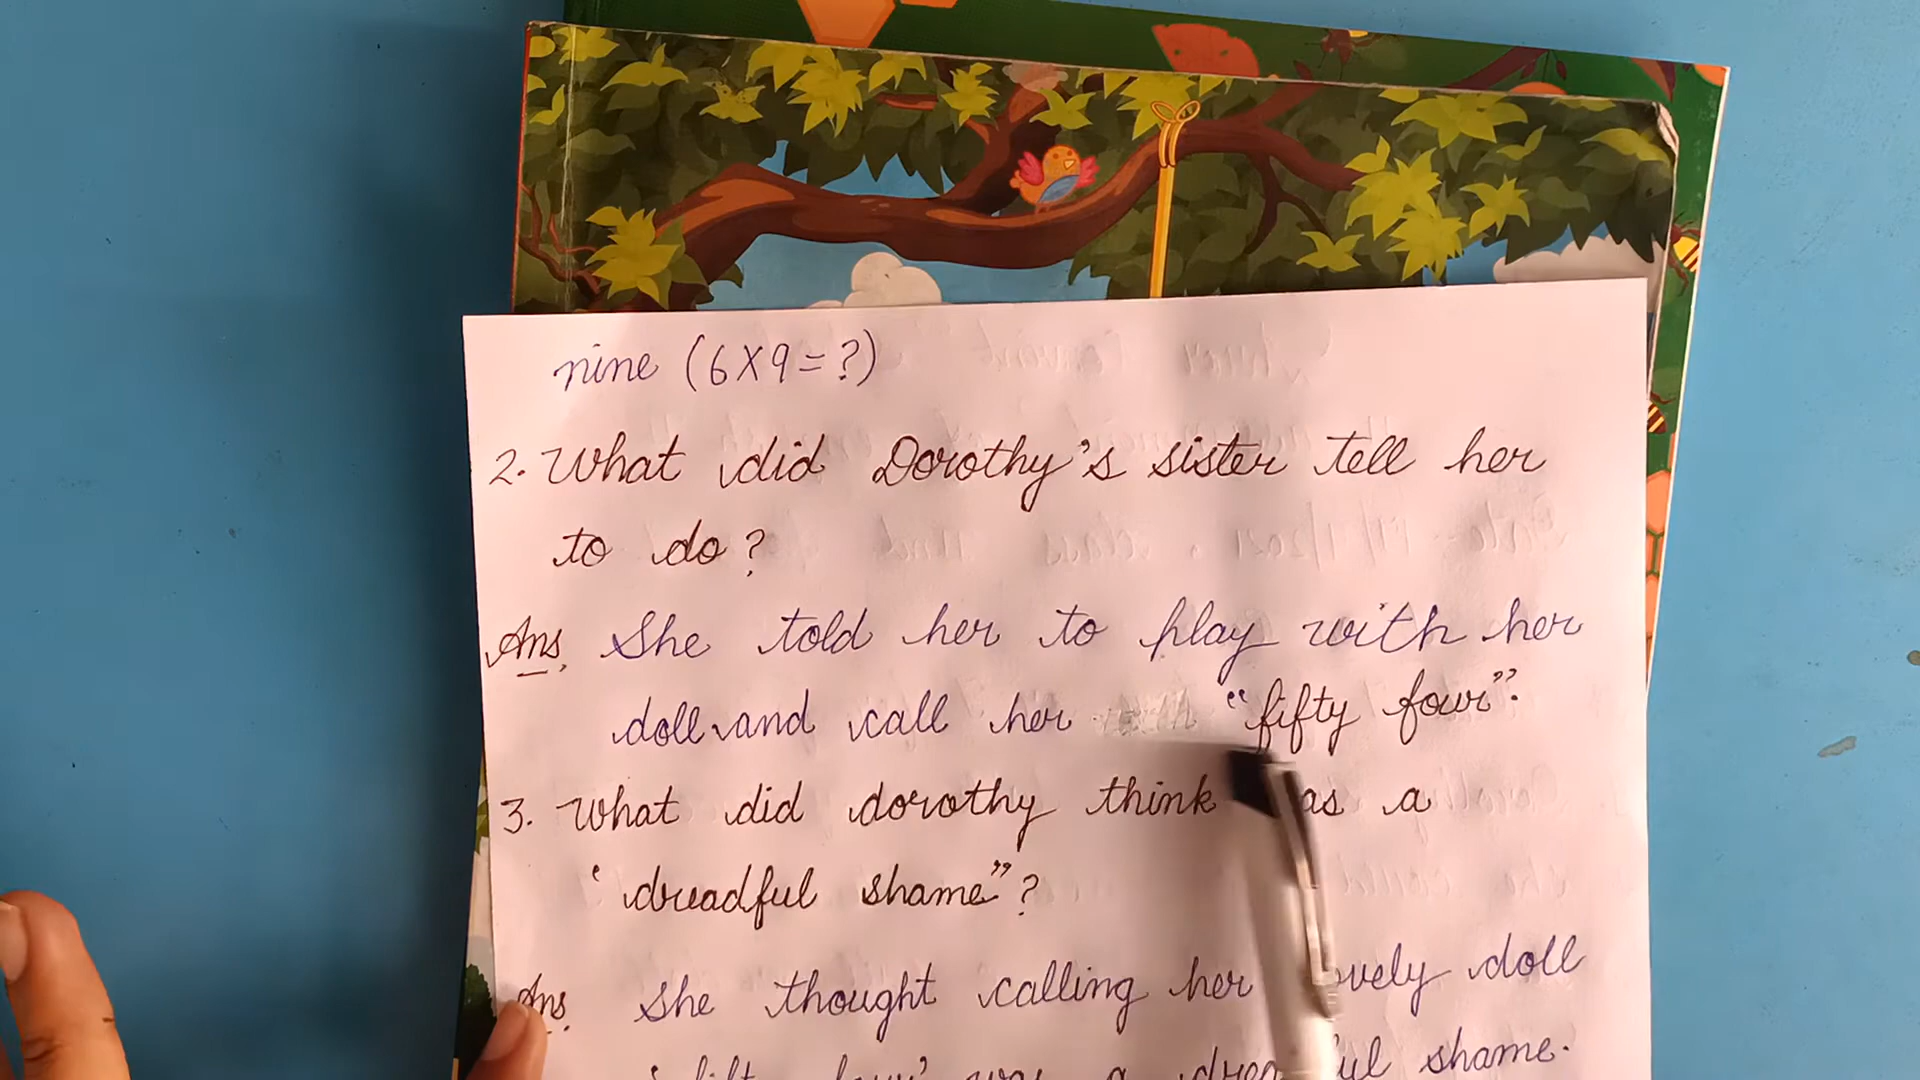 nine (6X9=?)
2. What did Dorothy's sister tell her
to do?
Ans. She told her to play with her
doll and call her "fifty four".
3. What did dorothy think as a
' dreadful shame"?
Ans. She thought calling her doll
was a shame.